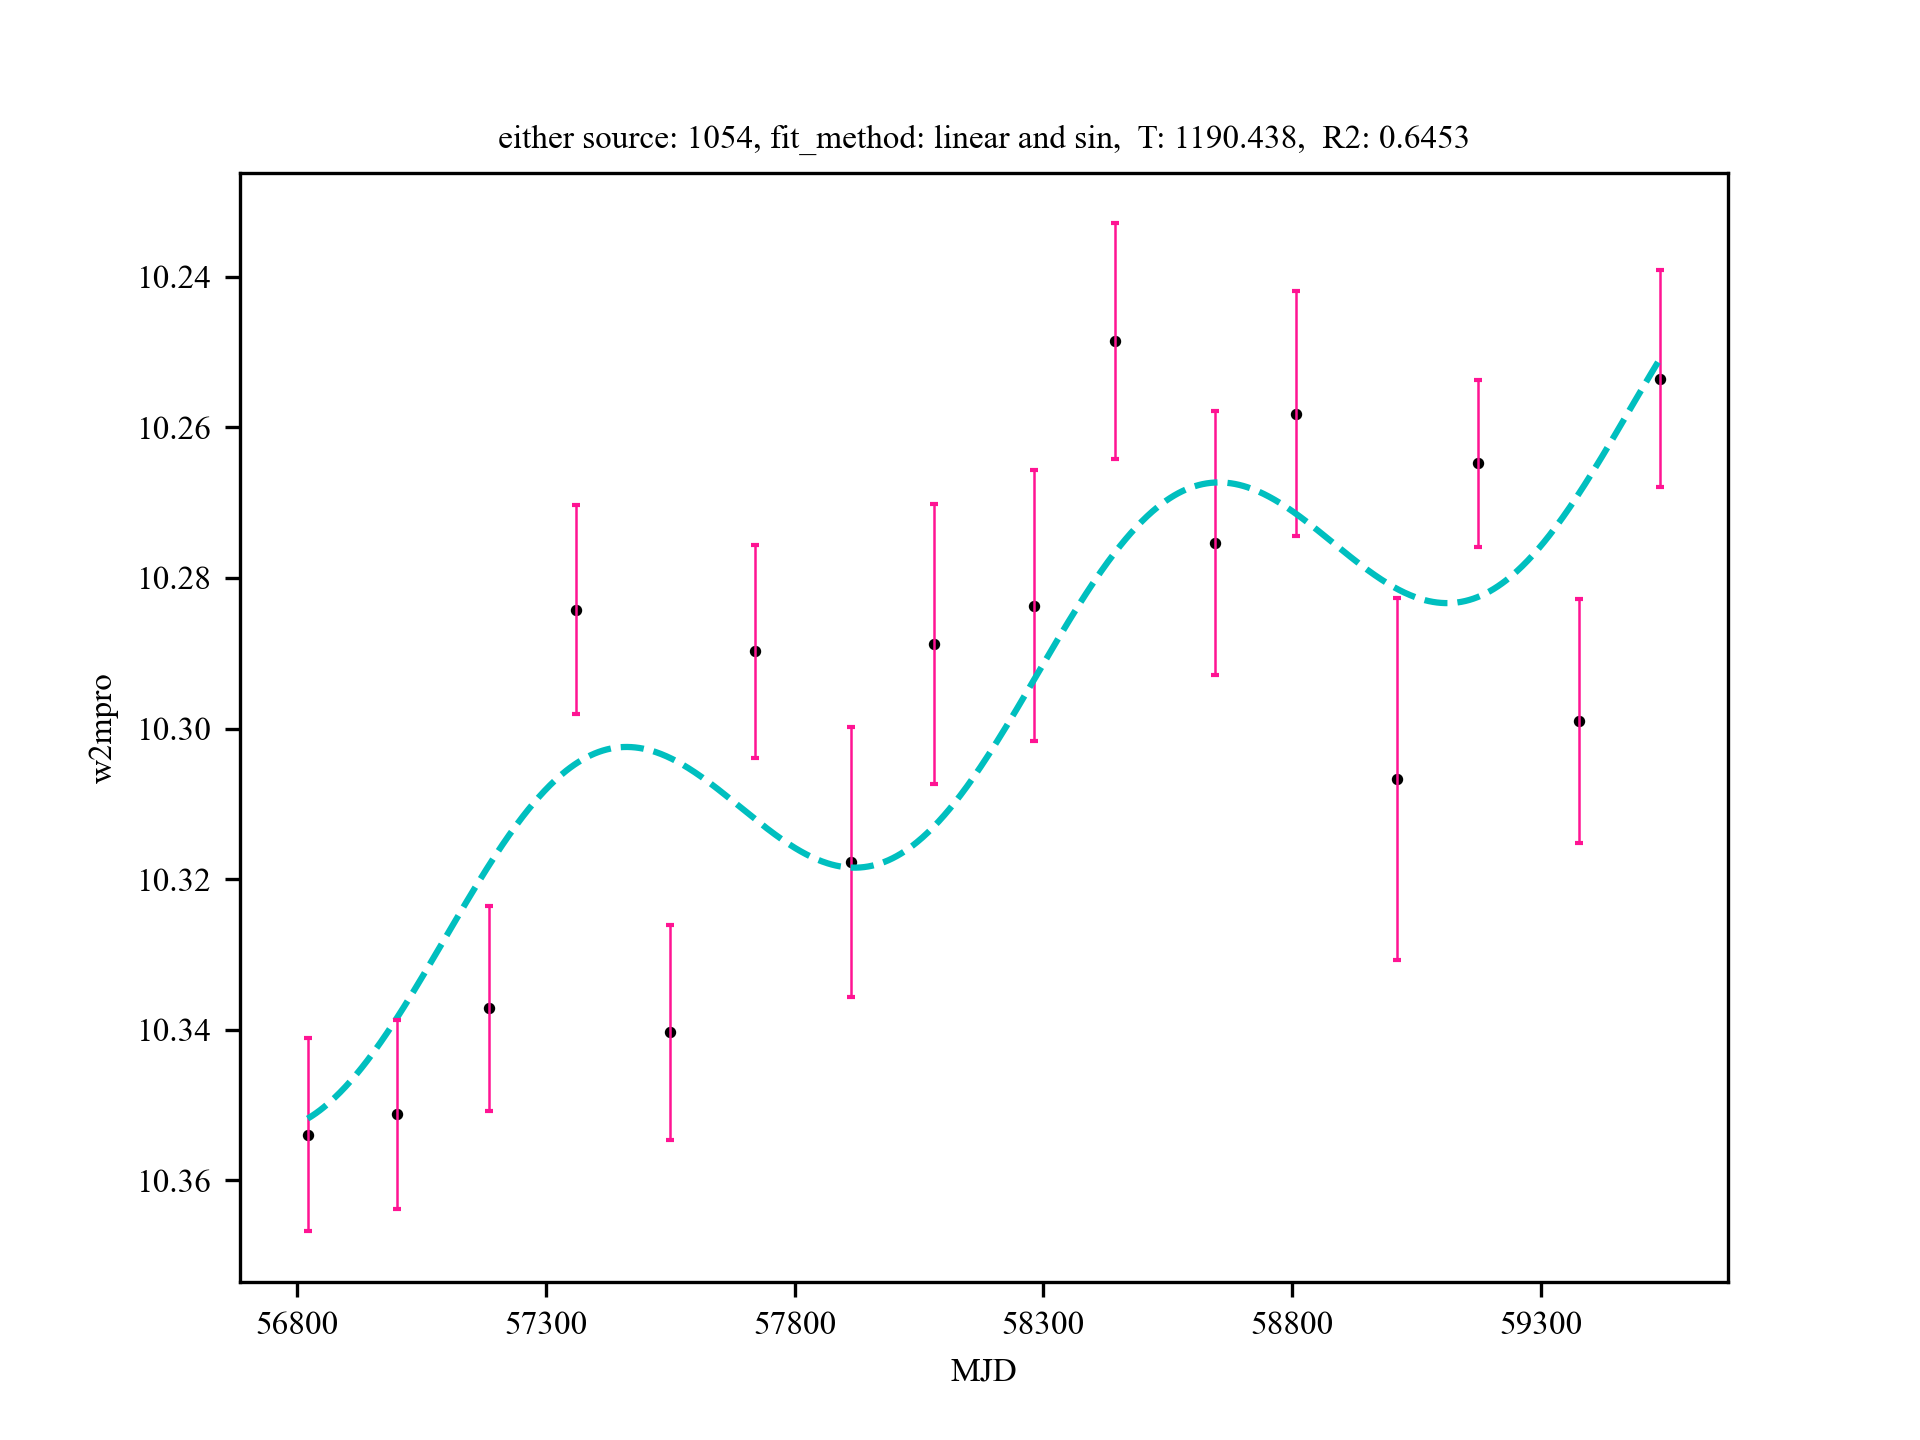 either source: 1054, fit_method: linear and sin,  T: 1190.438,  R2: 0.6453
10.24
10.26
10.28
10.30
10.32
10.34
10.36
w2mpro
56800 57300 57800 58300 58800 59300
MJD